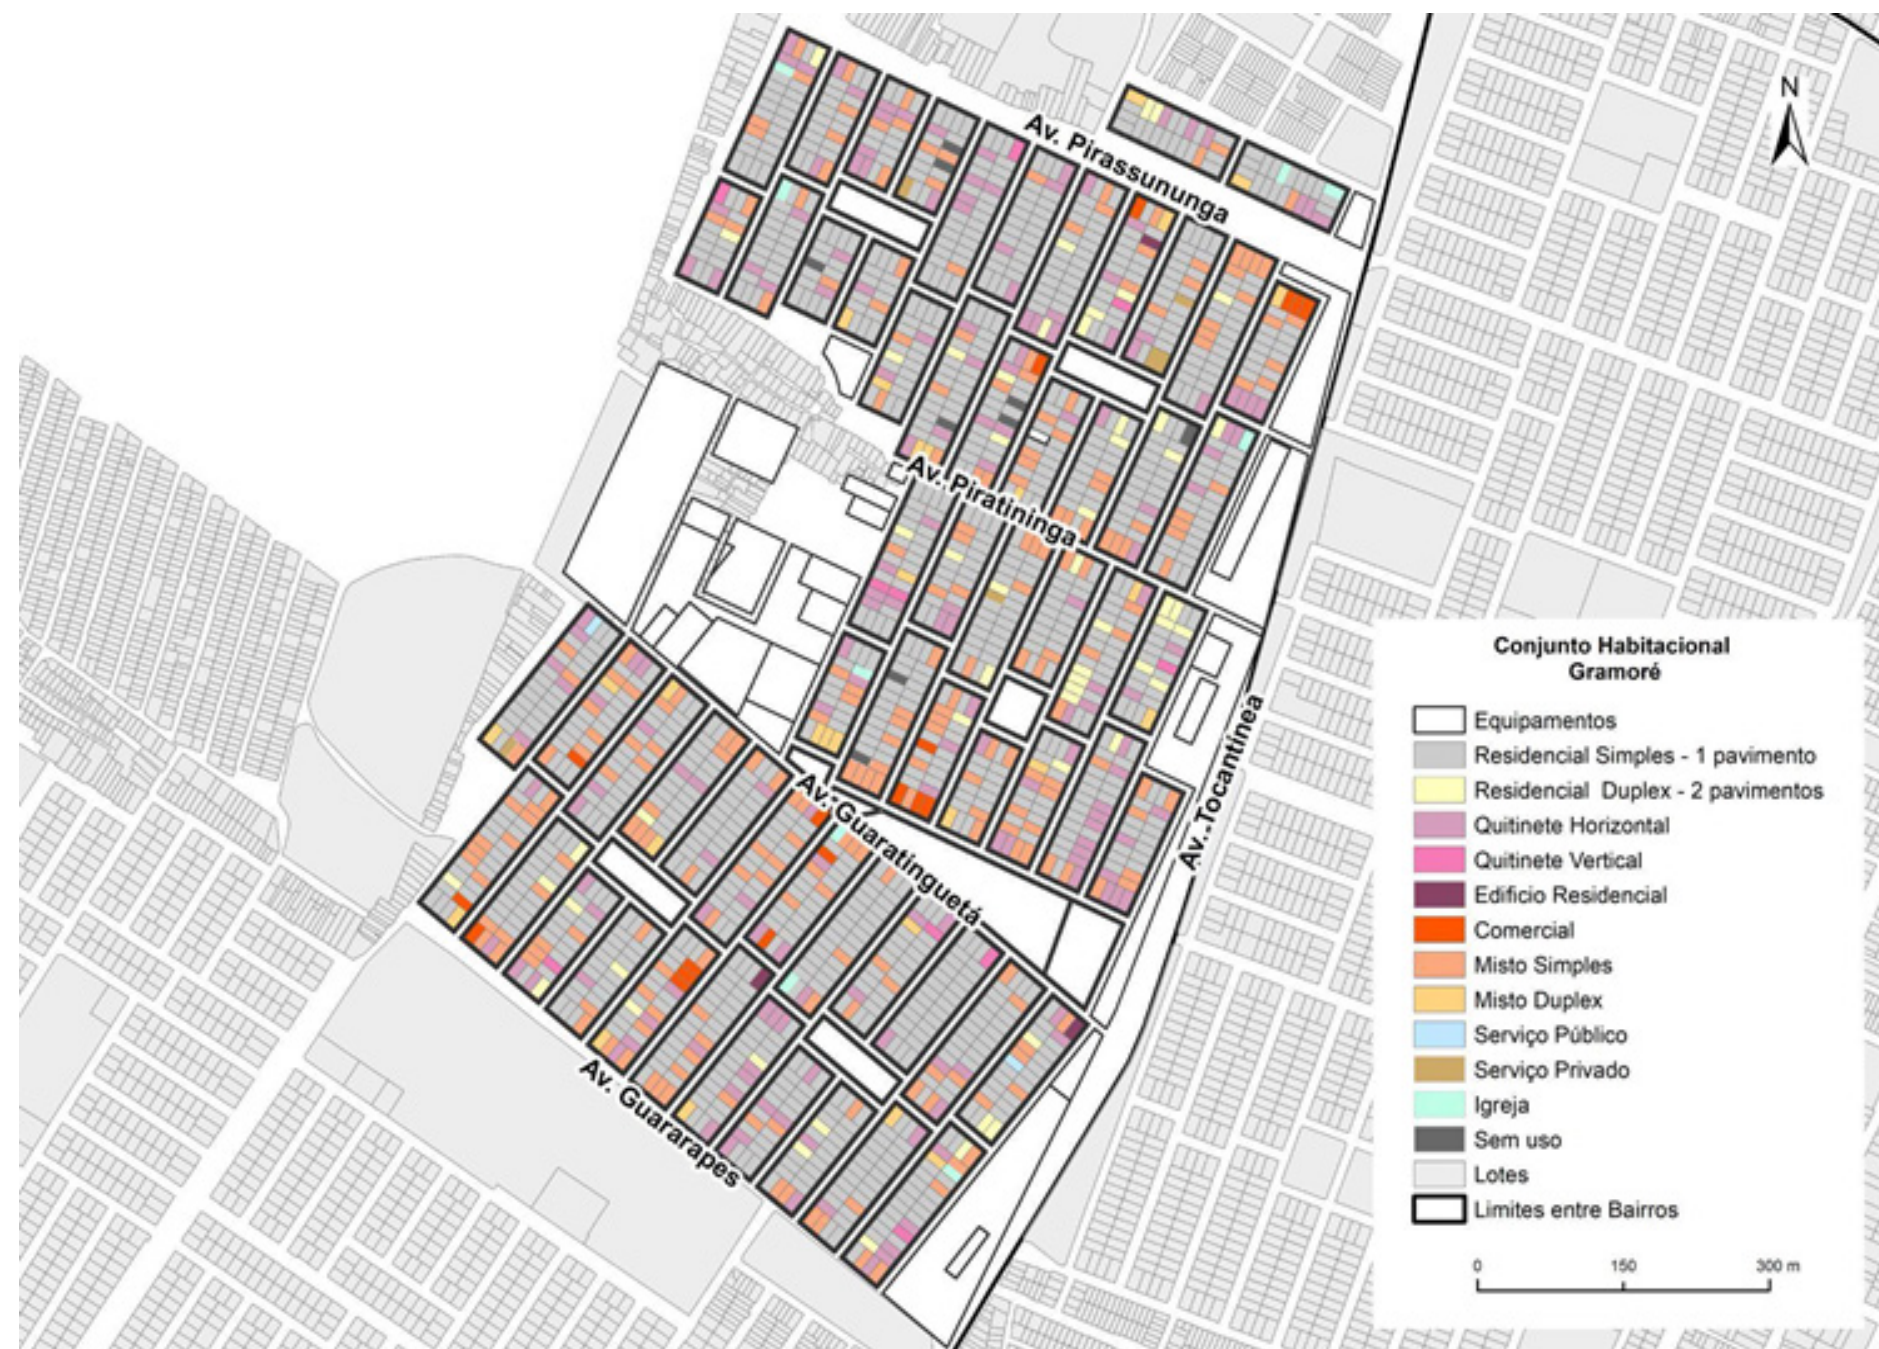 N
Av. Pirassununga
Av. Piratininga
Av. Tocantínea
Av. Guaratinguetá
Av. Guararapes
Conjunto Habitacional
Gramoré
Equipamentos
Residencial Simples - 1 pavimento
Residencial Duplex - 2 pavimentos
Quitinete Horizontal
Quitinete Vertical
Edificio Residencial
Comercial
Misto Simples
Misto Duplex
Serviço Público
Serviço Privado
Igreja
Sem uso
Lotes
Limites entre Bairros
0 150 300 m